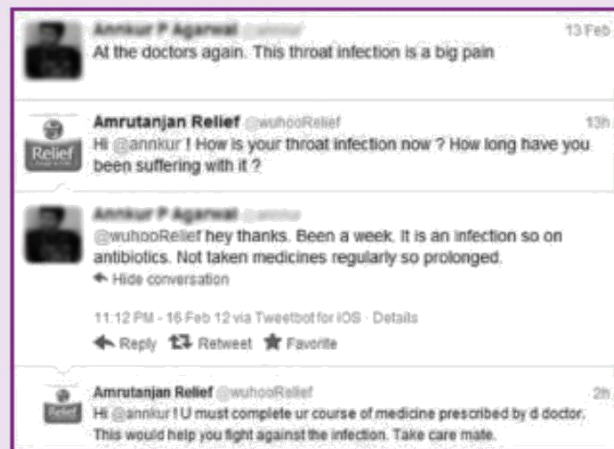 Annkur P Agarwal 13 Feb
At the doctors again. This throat infection is a big pain
Amrutanjan Relief @wuhooRelief 13h
Relief
Hi @annkur ! How is your throat infection now ? How long have you
been suffering with it ?
Annkur P Agarwal
@wuhooRelief hey thanks. Been a week. It is an infection so on
antibiotics. Not taken medicines regularly so prolonged.
Hide conversation
11:12 PM - 16 Feb 12 via Tweetbot for iOS · Details
Reply Retweet Favorite
Amrutanjan Relief @wuhooRelief 2h
Relief
Hi @annkur ! U must complete ur course of medicine prescribed by d doctor.
This would help you fight against the infection. Take care mate.